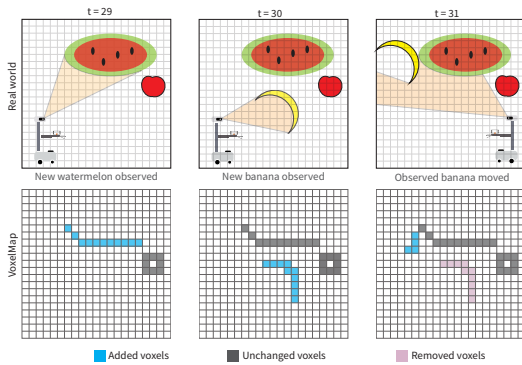 t = 29
t = 30
t = 31
Real world
New watermelon observed
New banana observed
Observed banana moved
VoxelMap
Added voxels
Unchanged voxels
Removed voxels